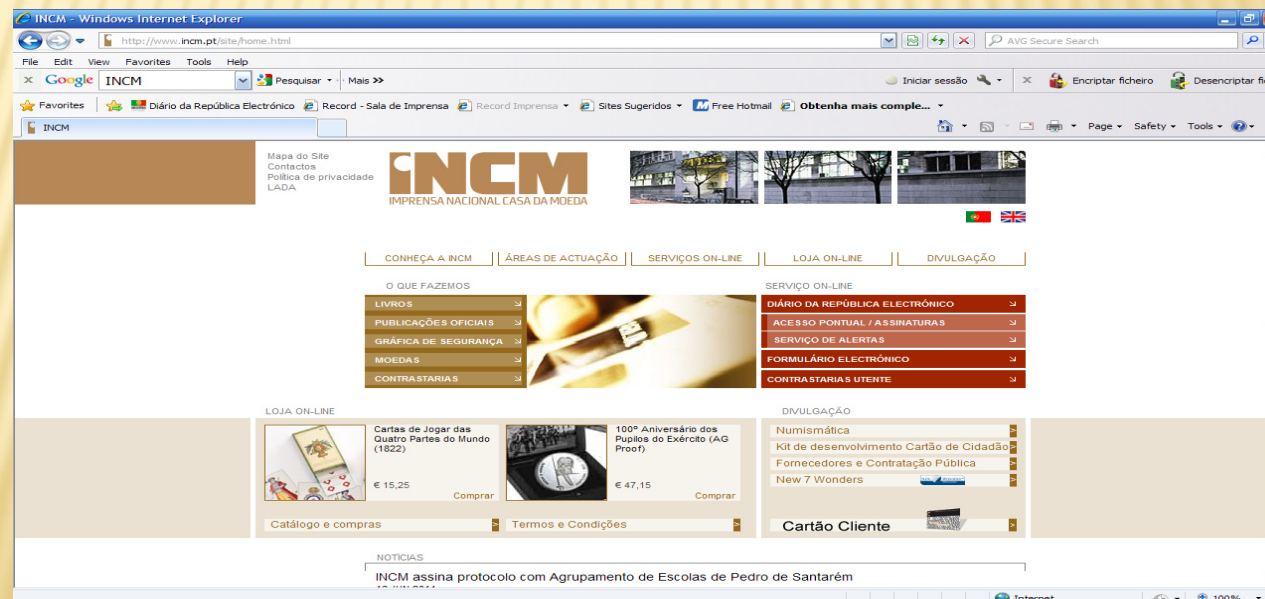 INCM - Windows Internet Explorer
http://www.incm.pt/site/home.html
AVG Secure Search
File Edit View Favorites Tools Help
Google INCM Pesquisar Mais >> Iniciar sessão Encriptar ficheiro Desencriptar
Favorites Diário da República Electrónico Record - Sala de Imprensa Record Imprensa Sites Sugeridos Free Hotmail Obtenha mais comple...
INCM
Page Safety Tools
Mapa do Site
Contactos
Política de privacidade
LADA
INCM
IMPRENSA NACIONAL CASA DA MOEDA
CONHEÇA A INCM ÁREAS DE ACTUAÇÃO SERVIÇOS ON-LINE LOJA ON-LINE DIVULGAÇÃO
O QUE FAZEMOS
LIVROS
PUBLICAÇÕES OFICIAIS
GRÁFICA DE SEGURANÇA
MOEDAS
CONTRASTARIAS
SERVIÇO ON-LINE
DIÁRIO DA REPÚBLICA ELECTRÓNICO
ACESSO PONTUAL / ASSINATURAS
SERVIÇO DE ALERTAS
FORMULÁRIO ELECTRÓNICO
CONTRASTARIAS UTENTE
LOJA ON-LINE
Cartas de Jogar das
Quatro Partes do Mundo
(1822)
€ 15,25
Comprar
100º Aniversário dos
Pupilos do Exército (AG
Proof)
€ 47,15
Comprar
Catálogo e compras
Termos e Condições
DIVULGAÇÃO
Numismática
Kit de desenvolvimento Cartão de Cidadão
Fornecedores e Contratação Pública
New 7 Wonders
Cartão Cliente
NOTÍCIAS
INCM assina protocolo com Agrupamento de Escolas de Pedro de Santarém
Internet 100%